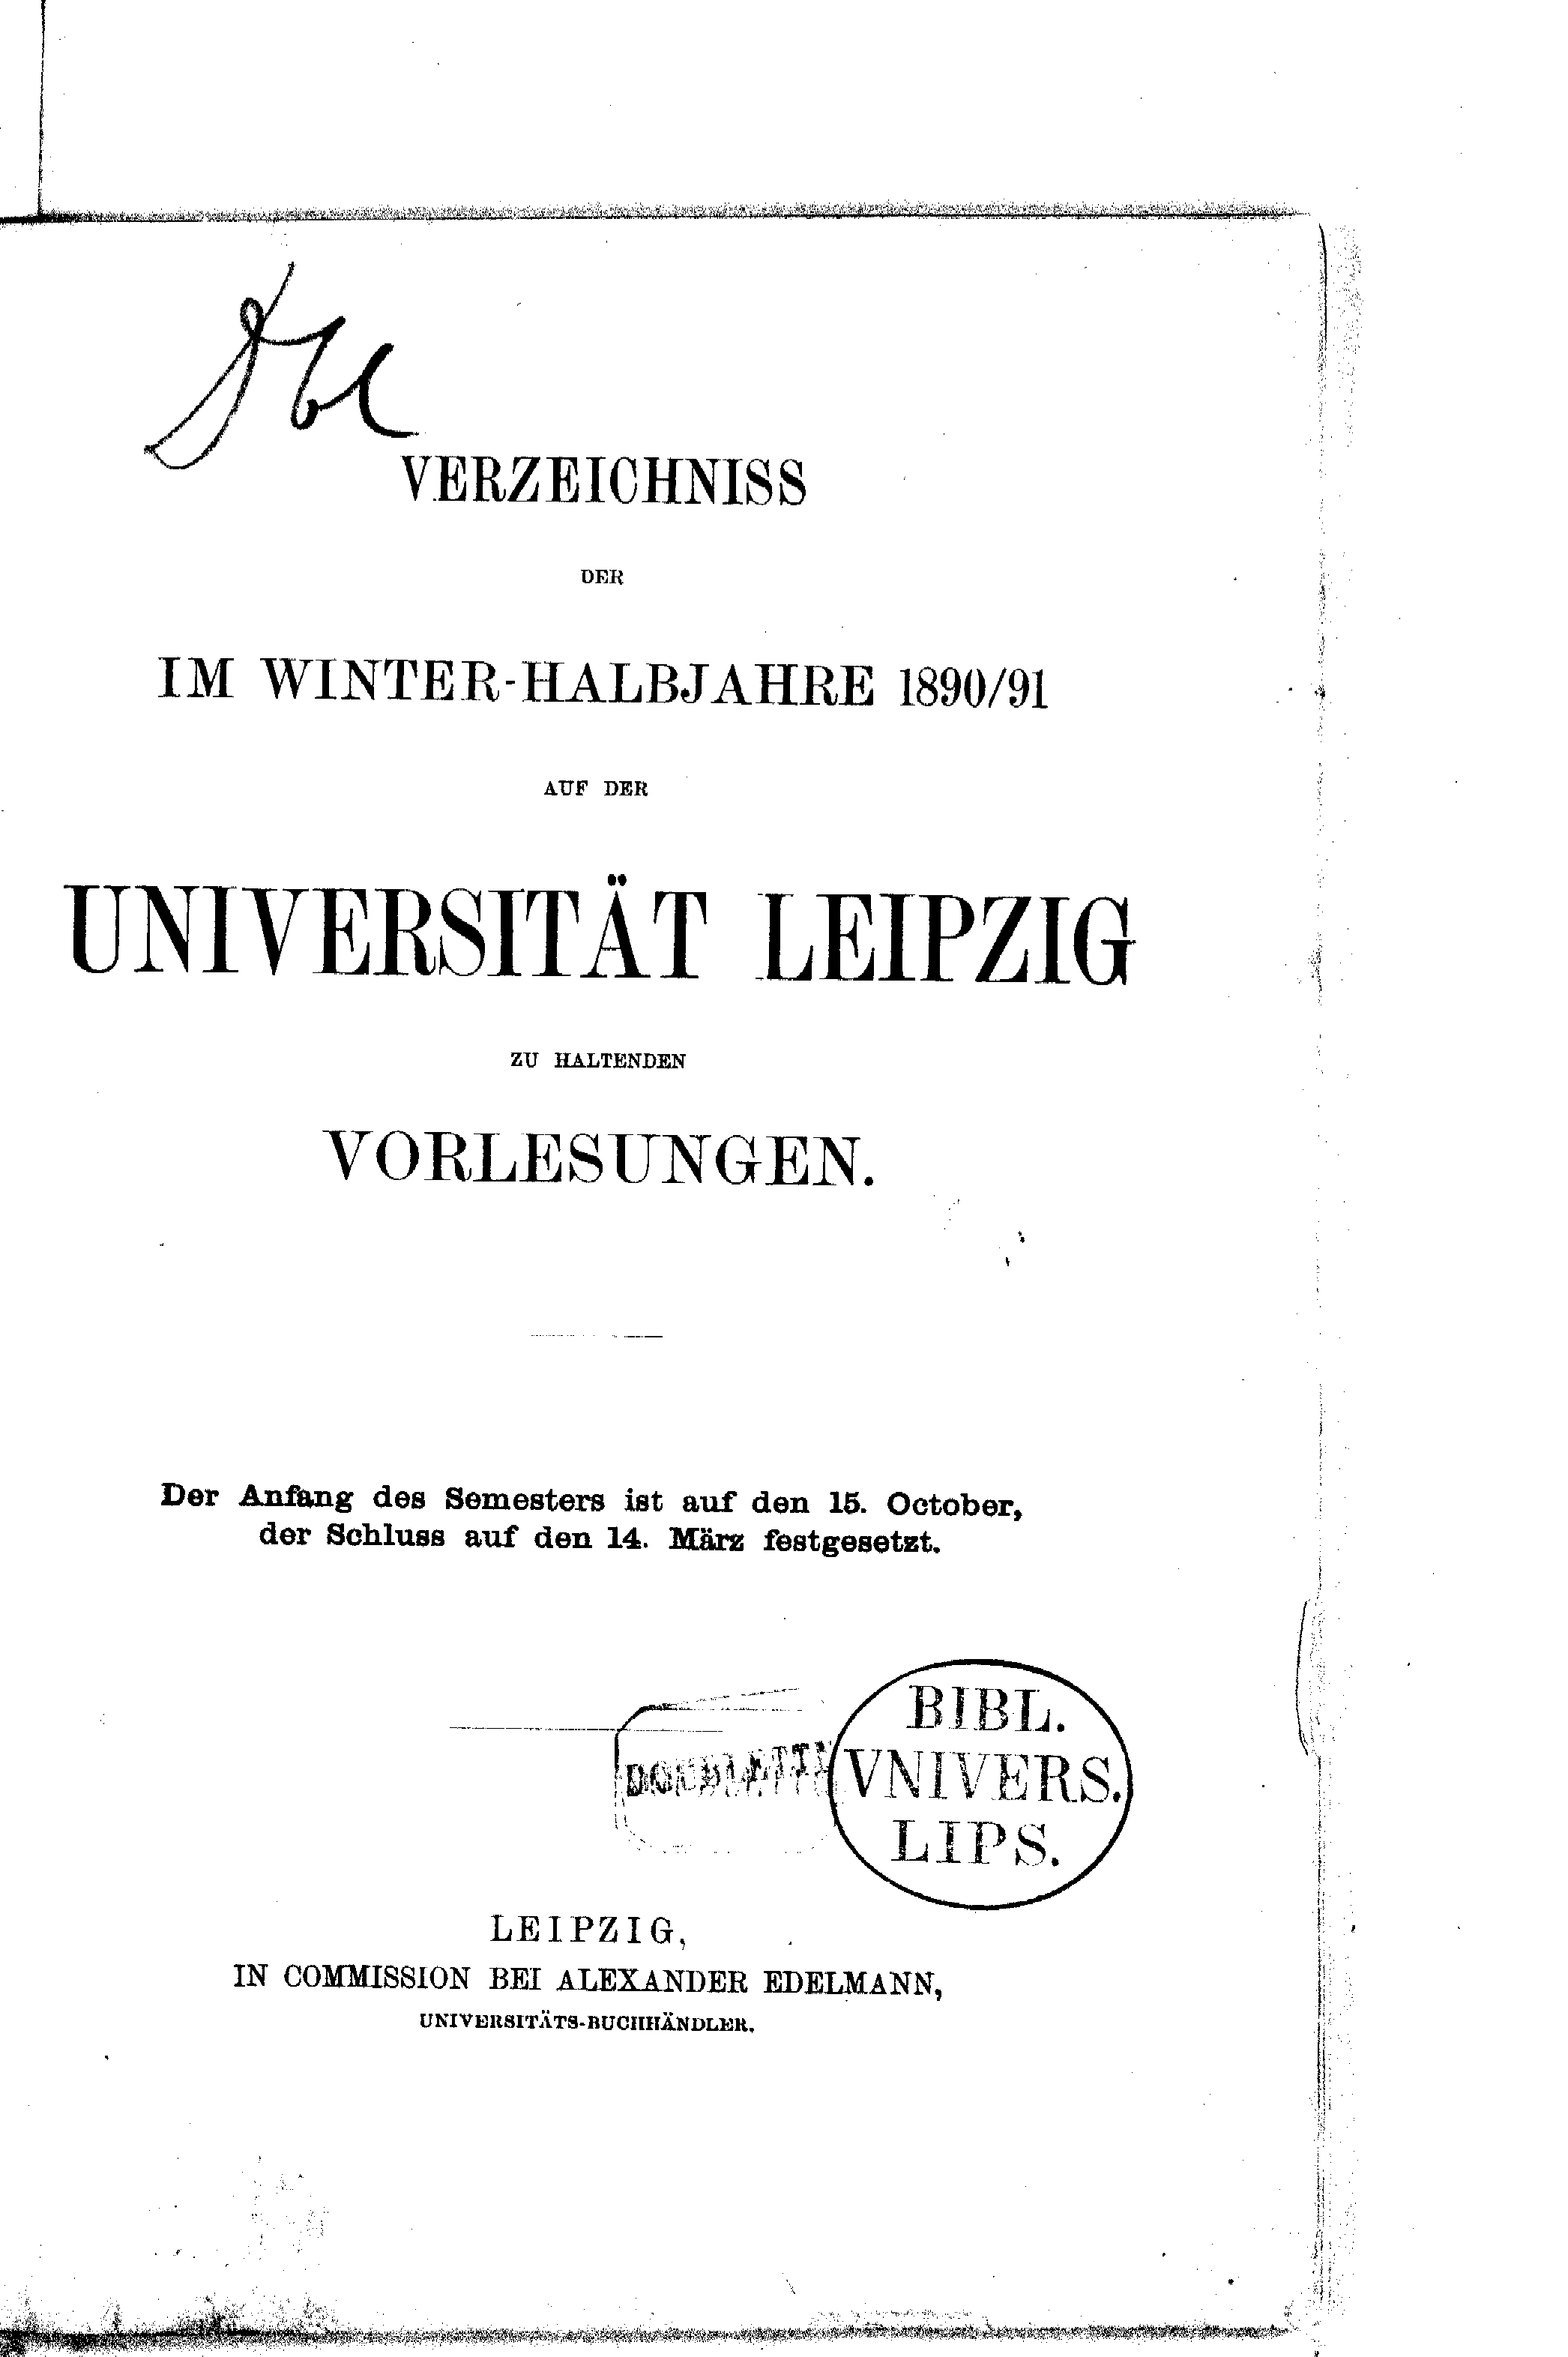 Dbl
VERZEICHNISS
DER
IM WINTER-HALBJAHRE 1890/91
AUF DER
UNIVERSITÄT LEIPZIG
ZU HALTENDEN
VORLESUNGEN.
Der Anfang des Semesters ist auf den 15. October,
der Schluss auf den 14. März festgesetzt.
DOUBLETTE
BIBL.
VNIVERS.
LIPS.
LEIPZIG,
IN COMMISSION BEI ALEXANDER EDELMANN,
UNIVERSITÄTS-BUCHHÄNDLER.